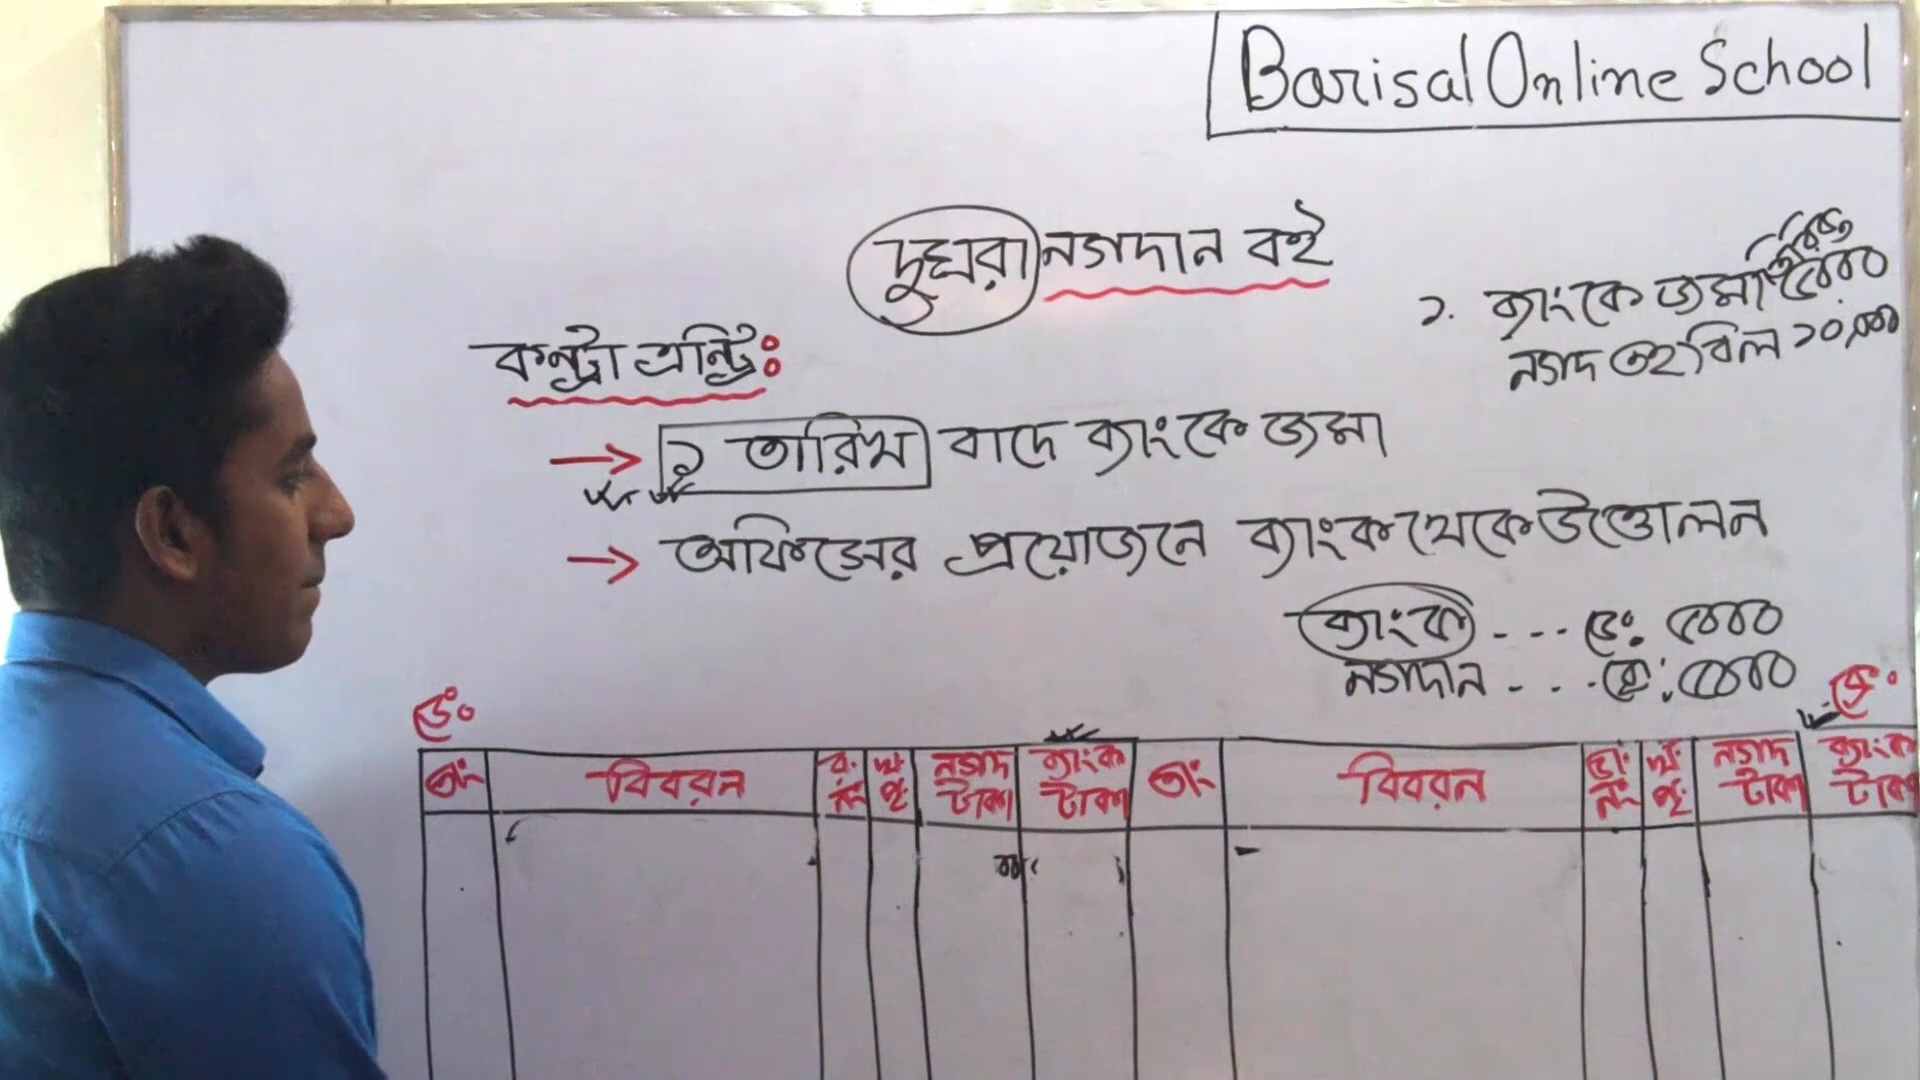 Barisal Online School
দুঘরা নগদান বই
১. ব্যাংকে জমা ৫০০০
নগদ তহবিল ১০,০০০
কন্ট্রা এন্ট্রিঃ
→ ১ তারিখ বাদে ব্যাংকে জমা
→ অফিসের প্রয়োজনে ব্যাংক থেকে উত্তোলন
ব্যাংক - - - ডেঃ ৫০০০
নগদান - - - ক্রেঃ ৫০০০
ডেঃ ক্রেঃ
তাং বিবরন র: নং খ: পৃ: নগদ টাকা ব্যাংক টাকা তাং বিবরন ভা: নং খ: পৃ: নগদ টাকা ব্যাংক টাকা